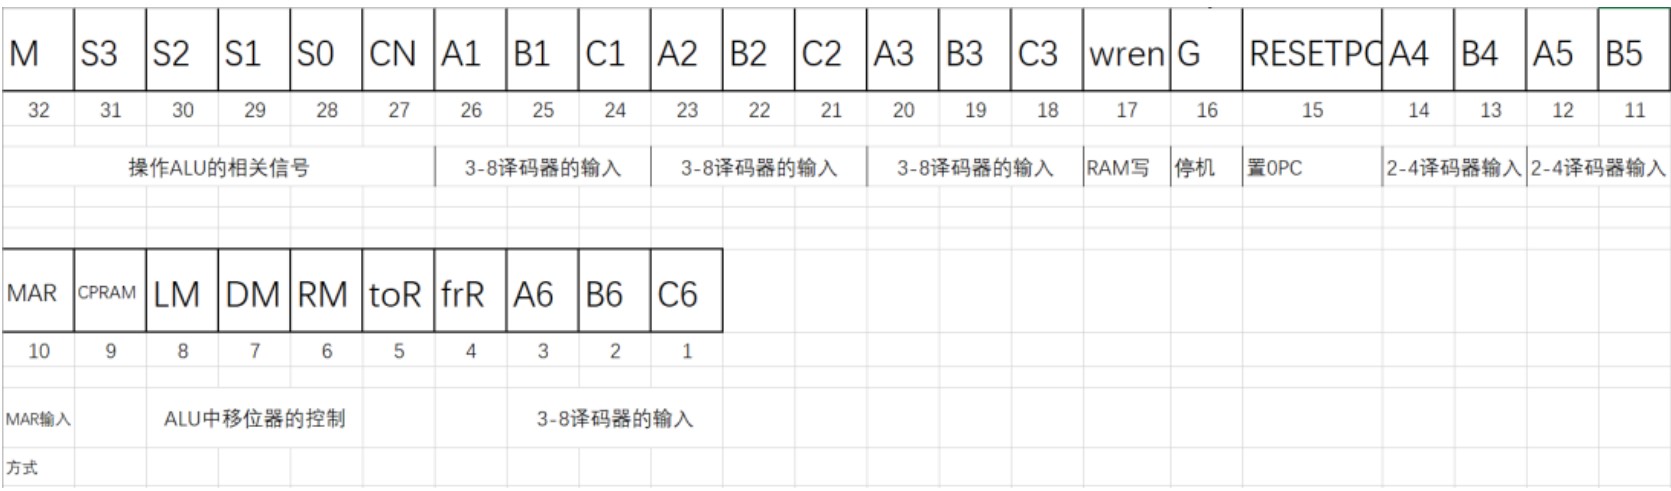 M S3 S2 S1 S0 CN A1 B1 C1 A2 B2 C2 A3 B3 C3 wren G RESETPC A4 B4 A5 B5
32 31 30 29 28 27 26 25 24 23 22 21 20 19 18 17 16 15 14 13 12 11
操作ALU的相关信号 3-8译码器的输入 3-8译码器的输入 3-8译码器的输入 RAM写 停机 置0PC 2-4译码器输入 2-4译码器输入
MAR CPRAM LM DM RM toR frR A6 B6 C6
10 9 8 7 6 5 4 3 2 1
MAR输入 ALU中移位器的控制 3-8译码器的输入
方式